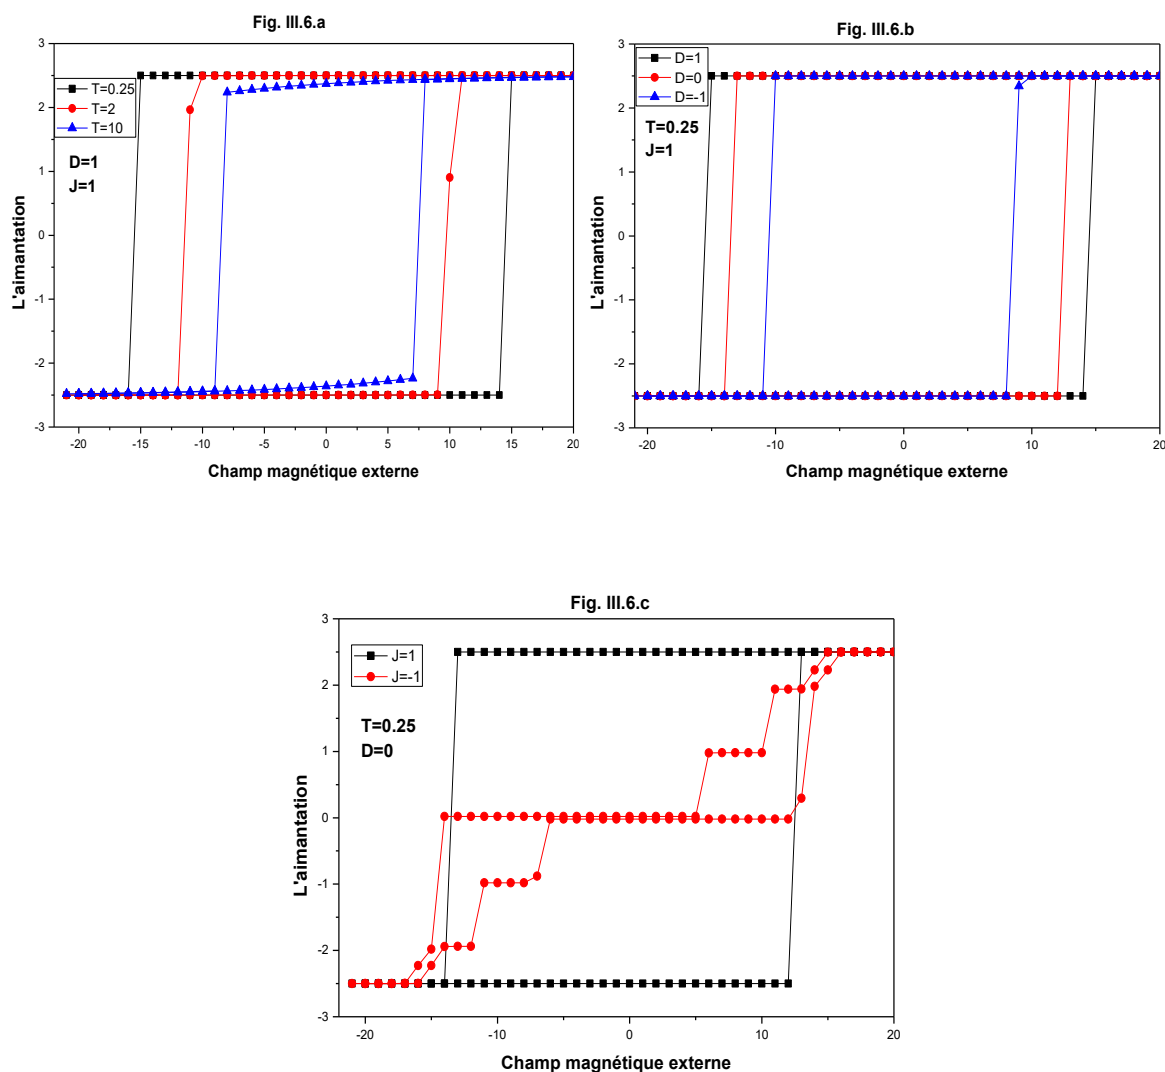 Fig. III.6.a
3
2
1
0
-1
-2
-3
L'aimantation
T=0.25
T=2
T=10
D=1
J=1
-20
-15
-10
-5
0
5
10
15
20
Champ magnétique externe
Fig. III.6.b
3
2
1
0
-1
-2
-3
L'aimantation
D=1
D=0
D=-1
T=0.25
J=1
-20
-10
0
10
20
Champ magnétique externe
Fig. III.6.c
3
2
1
0
-1
-2
-3
L'aimantation
J=1
J=-1
T=0.25
D=0
-20
-10
0
10
20
Champ magnétique externe